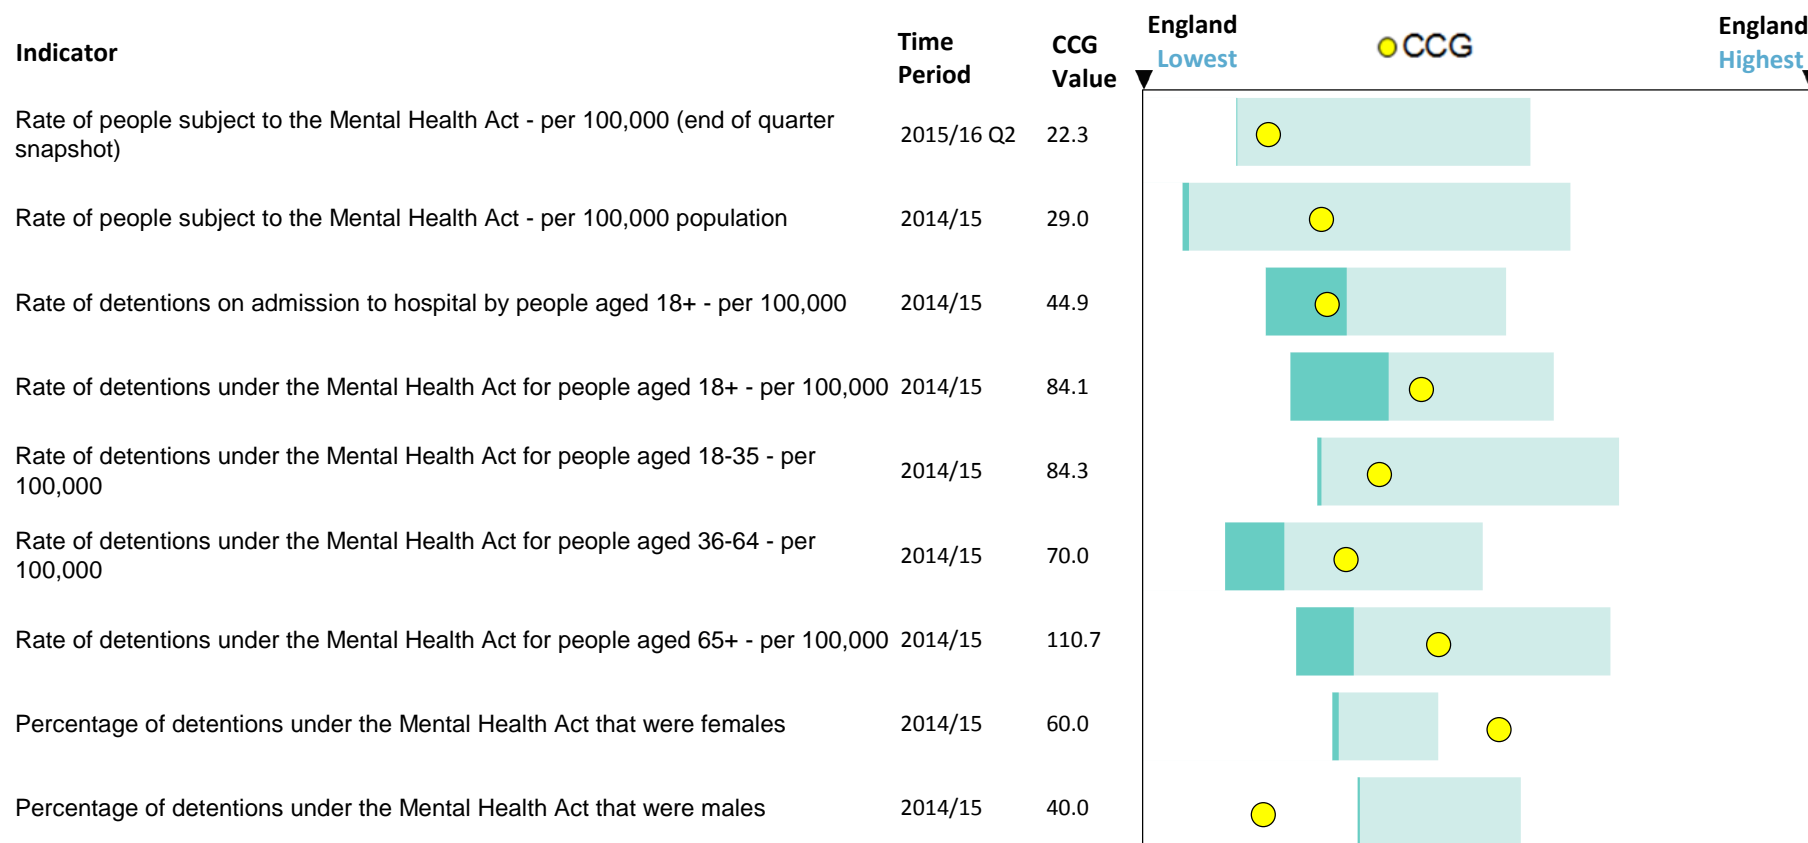 Indicator
Time
Period
CCG
Value
England
Lowest
CCG
England
Highest
Rate of people subject to the Mental Health Act - per 100,000 (end of quarter
snapshot)
2015/16 Q2
22.3
Rate of people subject to the Mental Health Act - per 100,000 population
2014/15
29.0
Rate of detentions on admission to hospital by people aged 18+ - per 100,000
2014/15
44.9
Rate of detentions under the Mental Health Act for people aged 18+ - per 100,000
2014/15
84.1
Rate of detentions under the Mental Health Act for people aged 18-35 - per
100,000
2014/15
84.3
Rate of detentions under the Mental Health Act for people aged 36-64 - per
100,000
2014/15
70.0
Rate of detentions under the Mental Health Act for people aged 65+ - per 100,000
2014/15
110.7
Percentage of detentions under the Mental Health Act that were females
2014/15
60.0
Percentage of detentions under the Mental Health Act that were males
2014/15
40.0